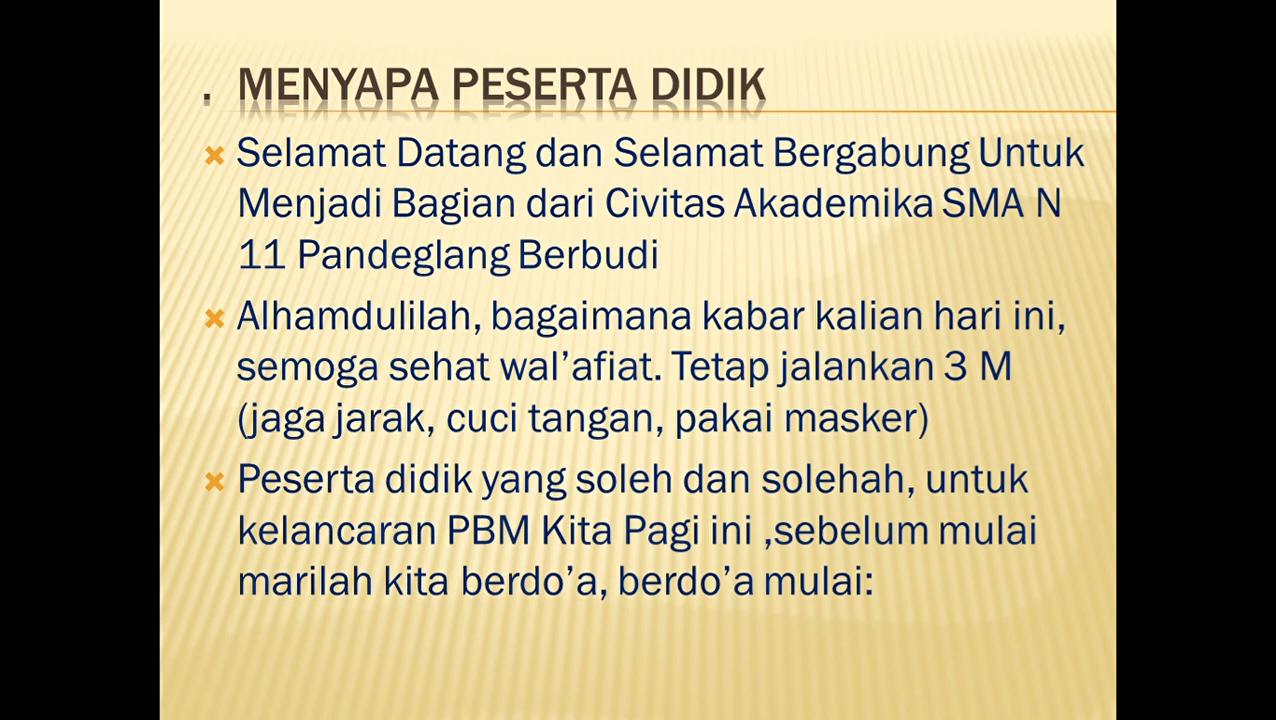 . MENYAPA PESERTA DIDIK
Selamat Datang dan Selamat Bergabung Untuk
Menjadi Bagian dari Civitas Akademika SMA N
11 Pandeglang Berbudi
Alhamdulilah, bagaimana kabar kalian hari ini,
semoga sehat wal’afiat. Tetap jalankan 3 M
(jaga jarak, cuci tangan, pakai masker)
Peserta didik yang soleh dan solehah, untuk
kelancaran PBM Kita Pagi ini ,sebelum mulai
marilah kita berdo’a, berdo’a mulai: